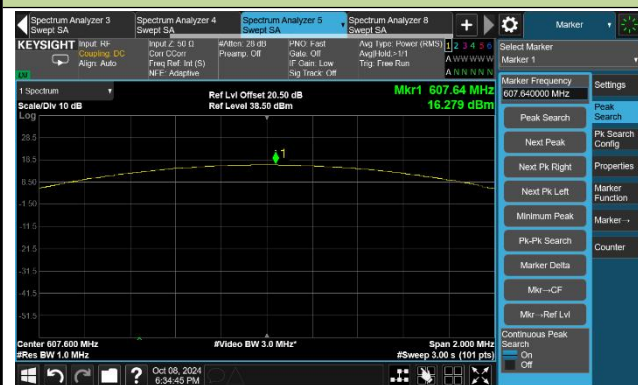 Spectrum Analyzer 3
Swept SA
Spectrum Analyzer 4
Swept SA
Spectrum Analyzer 5
Swept SA
Spectrum Analyzer 8
Swept SA
+
Marker
KEYSIGHT
Input: RF
Coupling: DC
Align: Auto
Input Z: 50 Ω
Corr CCorr
Freq Ref: Int (S)
NFE: Adaptive
#Atten: 28 dB
Preamp: Off
PNO: Fast
Gate: Off
IF Gain: Low
Sig Track: Off
Avg Type: Power (RMS)
Avg|Hold:>1/1
Trig: Free Run
1 2 3 4 5 6
A W W W W W
A N N N N N
Select Marker
Marker 1
Marker Frequency
607.640000 MHz
Settings
Peak Search
Next Peak
Next Pk Right
Next Pk Left
Minimum Peak
Pk-Pk Search
Marker Delta
Mkr→CF
Mkr→Ref Lvl
Continuous Peak
Search
On
Off
Peak
Search
Pk Search
Config
Properties
Marker
Function
Marker→
Counter
1 Spectrum
Scale/Div 10 dB
Log
Ref Lvl Offset 20.50 dB
Ref Level 38.50 dBm
Mkr1 607.64 MHz
16.279 dBm
1
28.5
18.5
8.50
-1.50
-11.5
-21.5
-31.5
-41.5
-51.5
Center 607.600 MHz
#Res BW 1.0 MHz
#Video BW 3.0 MHz*
Span 2.000 MHz
#Sweep 3.00 s (101 pts)
?
Oct 08, 2024
6:34:45 PM